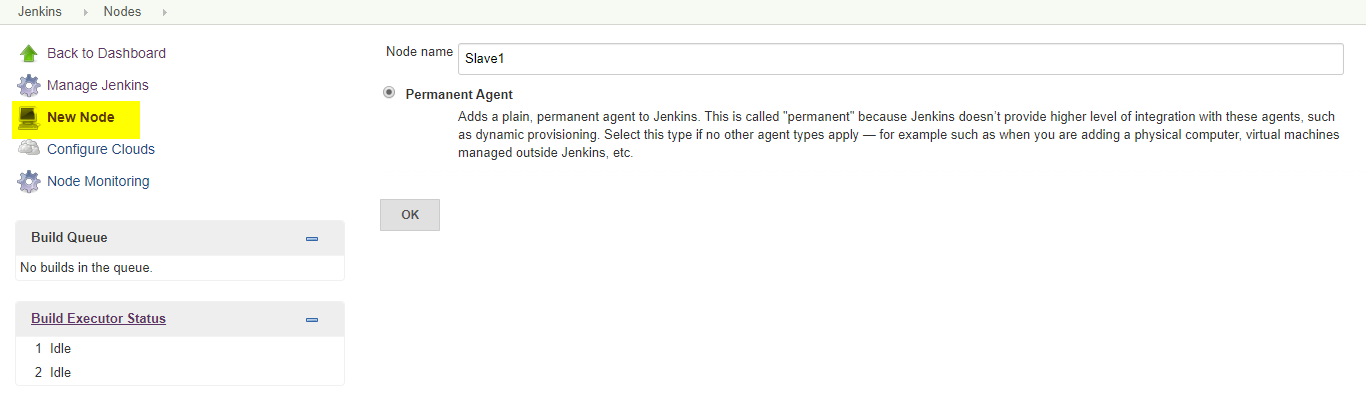 Jenkins Nodes
Back to Dashboard
Manage Jenkins
New Node
Configure Clouds
Node Monitoring
Build Queue
No builds in the queue.
Build Executor Status
1 Idle
2 Idle
Node name Slave1
Permanent Agent
Adds a plain, permanent agent to Jenkins. This is called "permanent" because Jenkins doesn't provide higher level of integration with these agents, such
as dynamic provisioning. Select this type if no other agent types apply — for example such as when you are adding a physical computer, virtual machines
managed outside Jenkins, etc.
OK